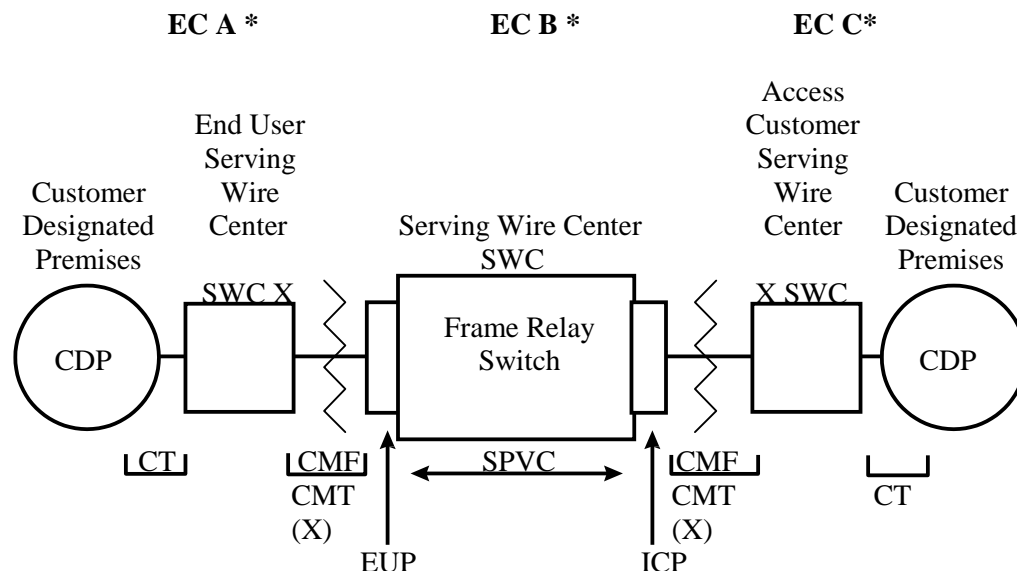 EC A *
EC B *
EC C*
End User
Serving
Wire
Center
Access
Customer
Serving
Wire
Center
Customer
Designated
Premises
Serving Wire Center
SWC
Customer
Designated
Premises
CDP
SWC X
Frame Relay
Switch
X SWC
CDP
CT
CMF
CMT
(X)
SPVC
CMF
CMT
(X)
CT
EUP
ICP